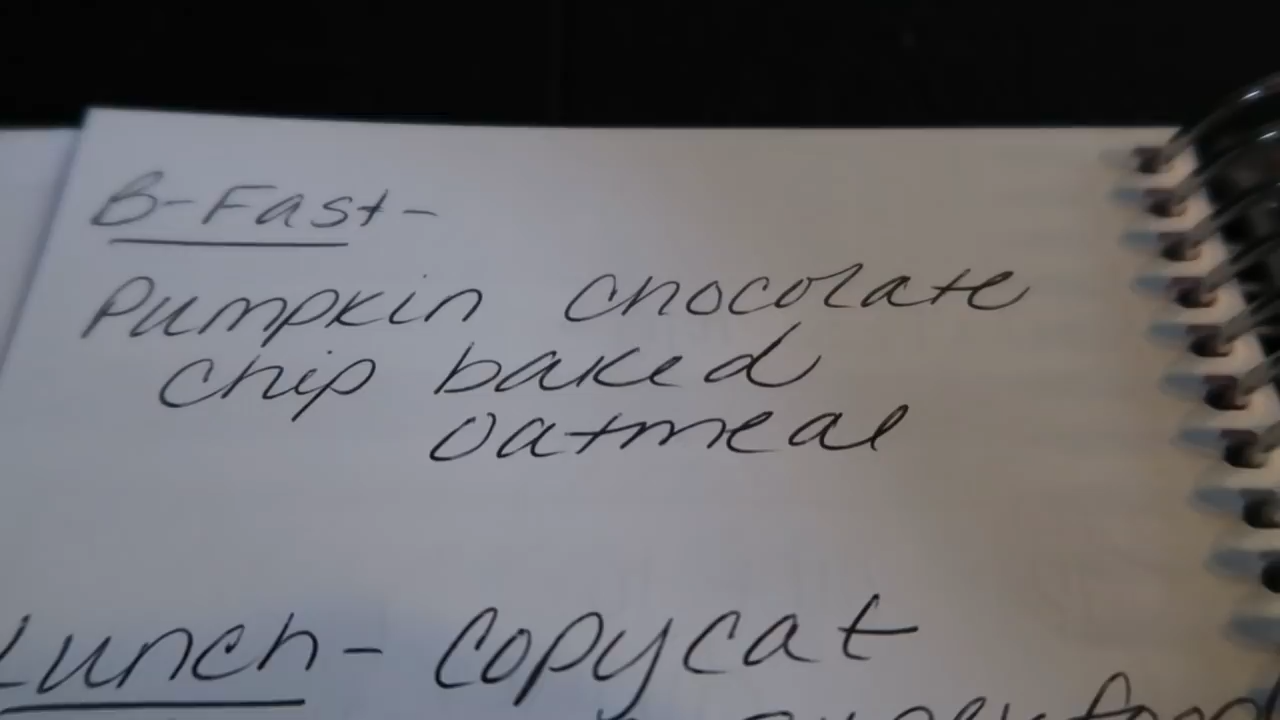 B-Fast-
Pumpkin chocolate
chip baked
oatmeal
Lunch- Copycat